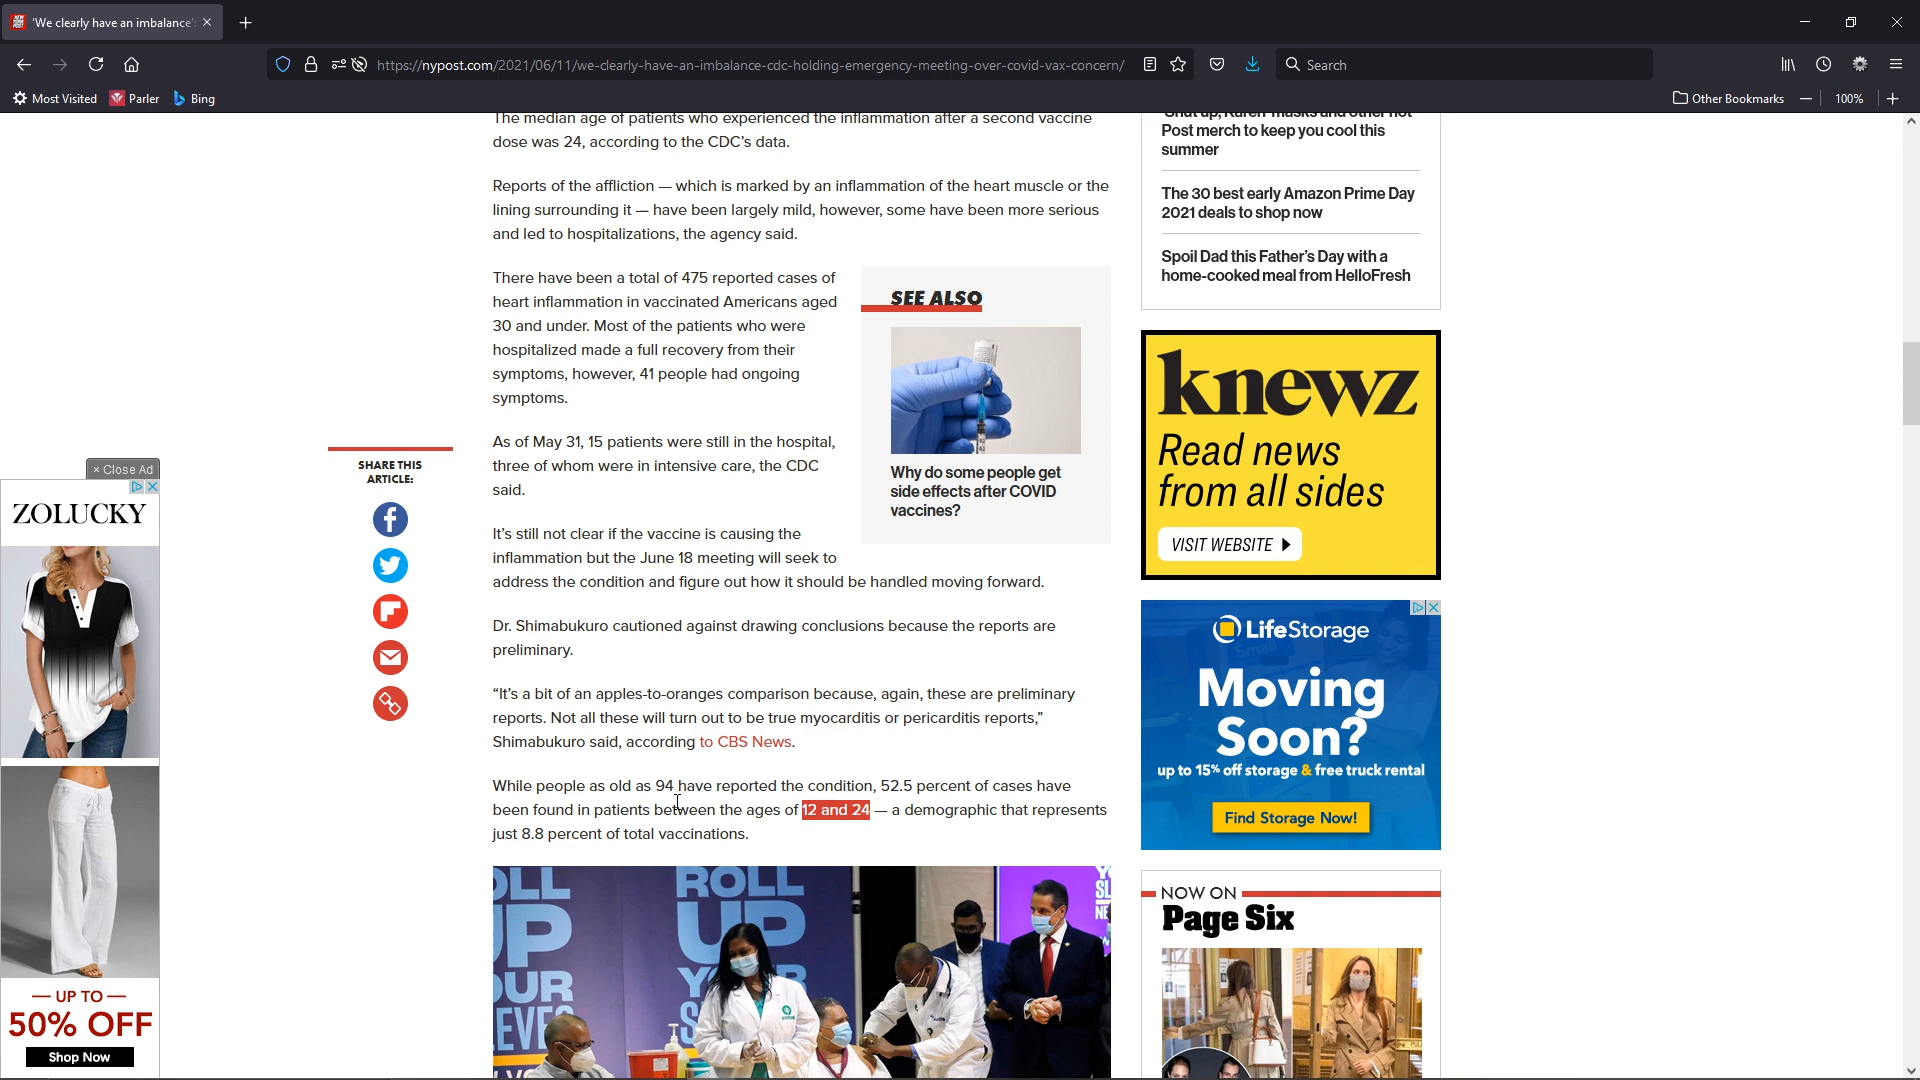 'We clearly have an imbalance'
https://nypost.com/2021/06/11/we-clearly-have-an-imbalance-cdc-holding-emergency-meeting-over-covid-vax-concern/
Search
Most Visited
Parler
Bing
Other Bookmarks
100%
The median age of patients who experienced the inflammation after a second vaccine
dose was 24, according to the CDC's data.
Reports of the affliction — which is marked by an inflammation of the heart muscle or the
lining surrounding it — have been largely mild, however, some have been more serious
and led to hospitalizations, the agency said.
There have been a total of 475 reported cases of
heart inflammation in vaccinated Americans aged
30 and under. Most of the patients who were
hospitalized made a full recovery from their
symptoms, however, 41 people had ongoing
symptoms.
As of May 31, 15 patients were still in the hospital,
three of whom were in intensive care, the CDC
said.
It's still not clear if the vaccine is causing the
inflammation but the June 18 meeting will seek to
address the condition and figure out how it should be handled moving forward.
Dr. Shimabukuro cautioned against drawing conclusions because the reports are
preliminary.
“It's a bit of an apples-to-oranges comparison because, again, these are preliminary
reports. Not all these will turn out to be true myocarditis or pericarditis reports,”
Shimabukuro said, according to CBS News.
While people as old as 94 have reported the condition, 52.5 percent of cases have
been found in patients between the ages of 12 and 24 — a demographic that represents
just 8.8 percent of total vaccinations.
SEE ALSO
Why do some people get
side effects after COVID
vaccines?
SHARE THIS
ARTICLE:
× Close Ad
ZOLUCKY
— UP TO —
50% OFF
Shop Now
'Shut up, Karen' masks and other hot
Post merch to keep you cool this
summer
The 30 best early Amazon Prime Day
2021 deals to shop now
Spoil Dad this Father's Day with a
home-cooked meal from HelloFresh
knewz
Read news
from all sides
VISIT WEBSITE
LifeStorage
Moving
Soon?
up to 15% off storage & free truck rental
Find Storage Now!
NOW ON
Page Six
ROLL
UP